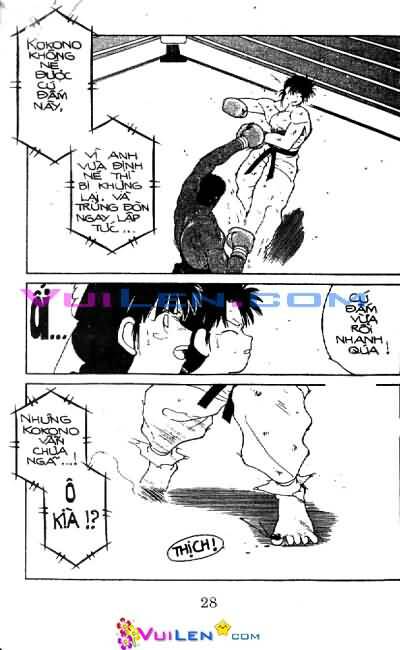 KOKONO
KHÔNG
NÉ
ĐƯỢC
CÚ
ĐẤM
NÀY,
VÌ ANH
VỪA ĐỊNH
NÉ THÌ
BỊ KHỰNG
LẠI, VÀ
TRÚNG ĐÒN
NGAY LẬP
TỨC ...
Á...
CÚ
ĐẤM
VỪA
RỒI
NHANH
QÚA!
VUILEN.COM
NHƯNG
KOKONO
VẪN
CHƯA
NGÃ...!
Ô
KÌA!?
THỊCH!
28
VUILEN.COM